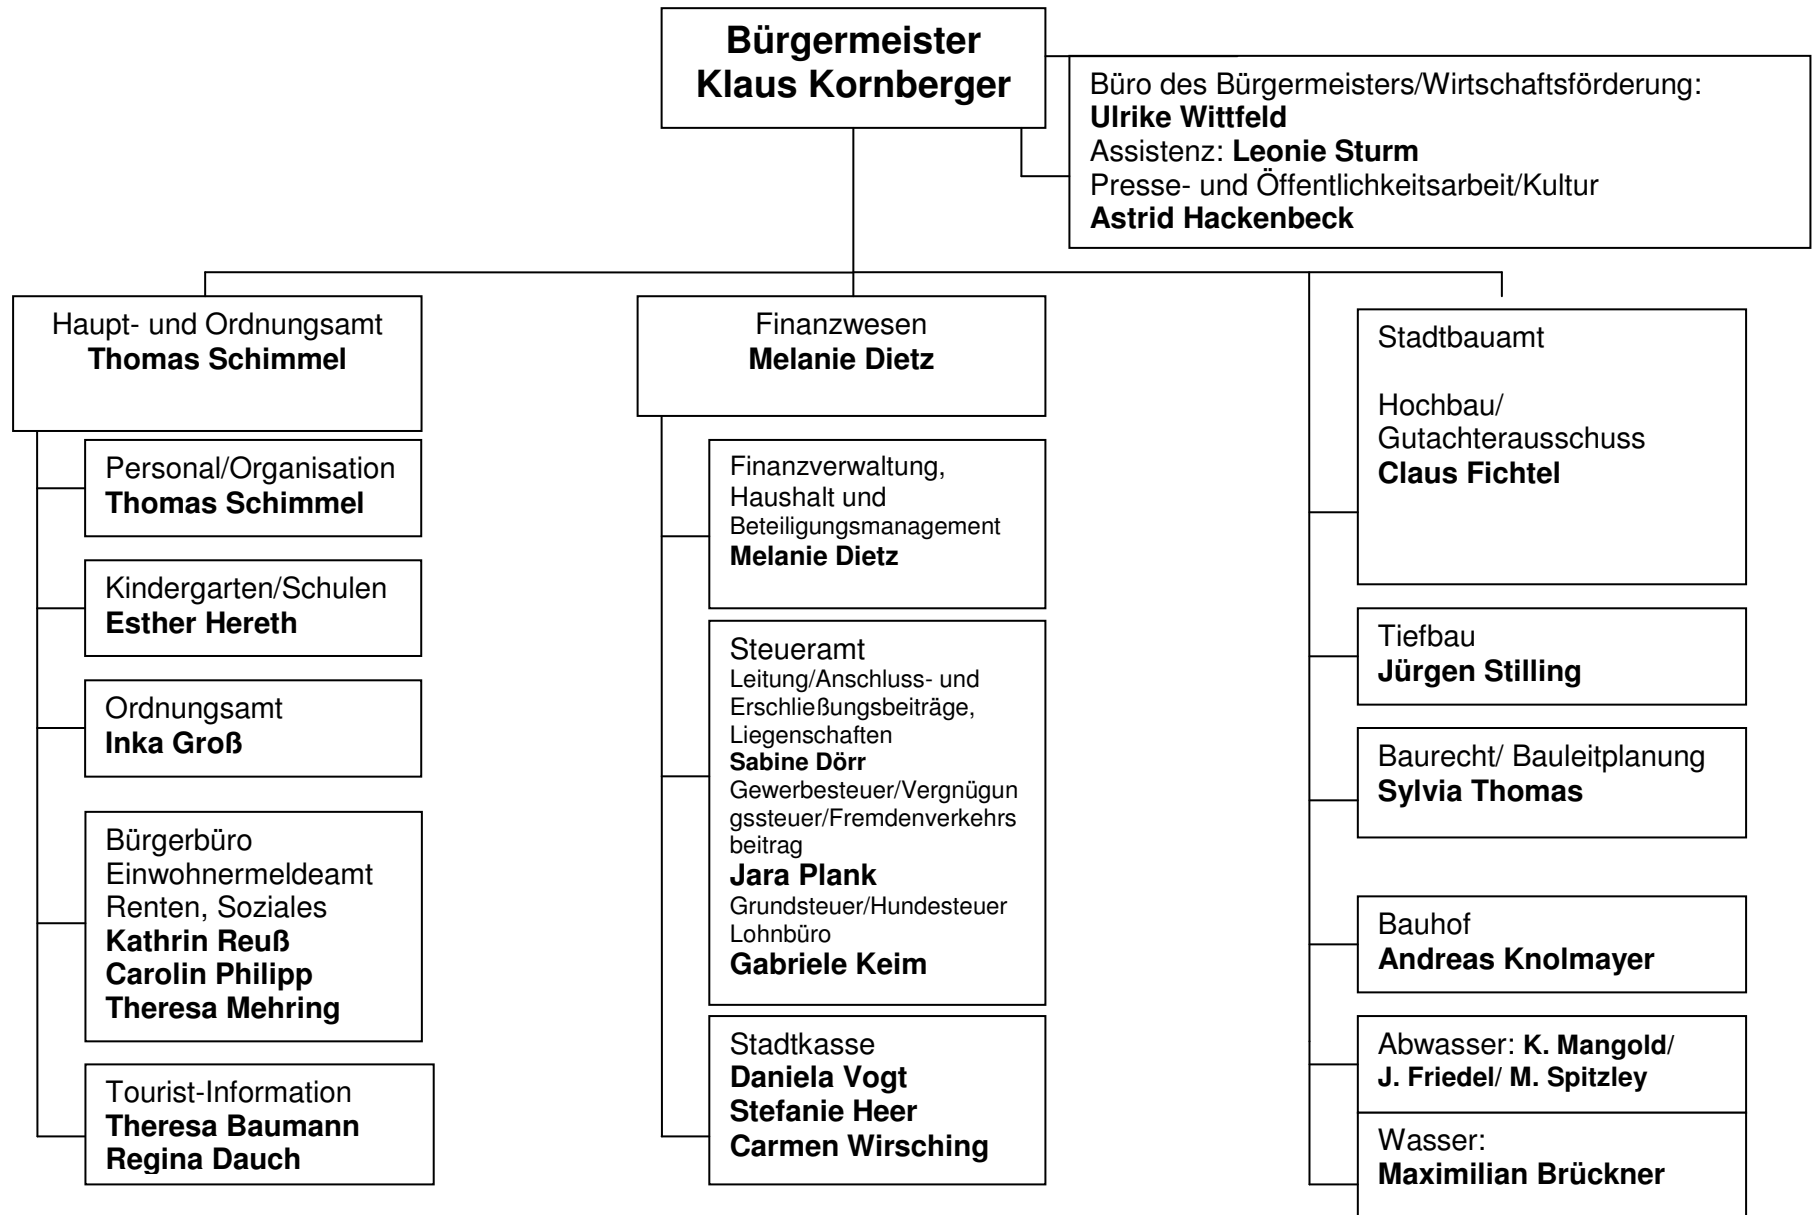 Bürgermeister
Klaus Kornberger
Büro des Bürgermeisters/Wirtschaftsförderung:
Ulrike Wittfeld
Assistenz: Leonie Sturm
Presse- und Öffentlichkeitsarbeit/Kultur
Astrid Hackenbeck
Haupt- und Ordnungsamt
Thomas Schimmel
Personal/Organisation
Thomas Schimmel
Kindergarten/Schulen
Esther Hereth
Ordnungsamt
Inka Groß
Bürgerbüro
Einwohnermeldeamt
Renten, Soziales
Kathrin Reuß
Carolin Philipp
Theresa Mehring
Tourist-Information
Theresa Baumann
Regina Dauch
Finanzwesen
Melanie Dietz
Finanzverwaltung,
Haushalt und
Beteiligungsmanagement
Melanie Dietz
Steueramt
Leitung/Anschluss- und
Erschließungsbeiträge,
Liegenschaften
Sabine Dörr
Gewerbesteuer/Vergnügun
gssteuer/Fremdenverkehrs
beitrag
Jara Plank
Grundsteuer/Hundesteuer
Lohnbüro
Gabriele Keim
Stadtkasse
Daniela Vogt
Stefanie Heer
Carmen Wirsching
Stadtbauamt
Hochbau/
Gutachterausschuss
Claus Fichtel
Tiefbau
Jürgen Stilling
Baurecht/ Bauleitplanung
Sylvia Thomas
Bauhof
Andreas Knolmayer
Abwasser: K. Mangold/
J. Friedel/ M. Spitzley
Wasser:
Maximilian Brückner